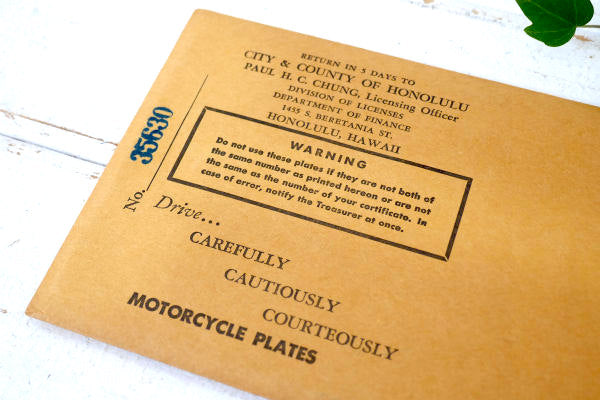 RETURN IN 5 DAYS TO
CITY & COUNTY OF HONOLULU
PAUL H. C. CHUNG, Licensing Officer
DIVISION OF LICENSES
DEPARTMENT OF FINANCE
1455 S. BERETANIA ST.
HONOLULU, HAWAII
No. 35630
WARNING
Do not use these plates if they are not both of
the same number as printed hereon or are not
the same as the number of your certificate. In
case of error, notify the Treasurer at once.
Drive...
CAREFULLY
CAUTIOUSLY
COURTEOUSLY
MOTORCYCLE PLATES